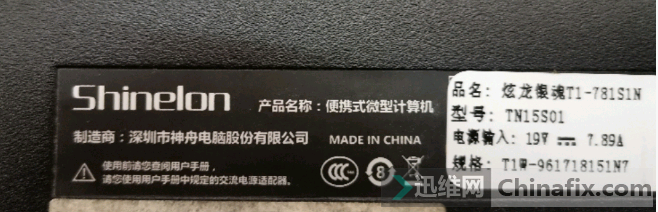 Shinelon
产品名称：便携式微型计算机
制造商：深圳市神舟电脑股份有限公司
MADE IN CHINA
使用前请您查阅用户手册，
请您使用用户手册中规定的交流电源适配器。
CCC
8
品名: 炫龙银魂T1-781S1N
型号: TN15S01
电源输入: 19V 7.89A
规格: T1W-961718151N7
迅维网
Chinafix.com